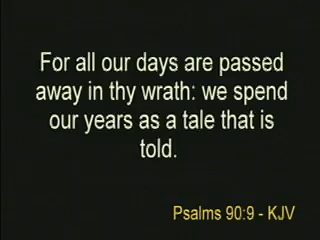 For all our days are passed
away in thy wrath: we spend
our years as a tale that is
told.
Psalms 90:9 - KJV